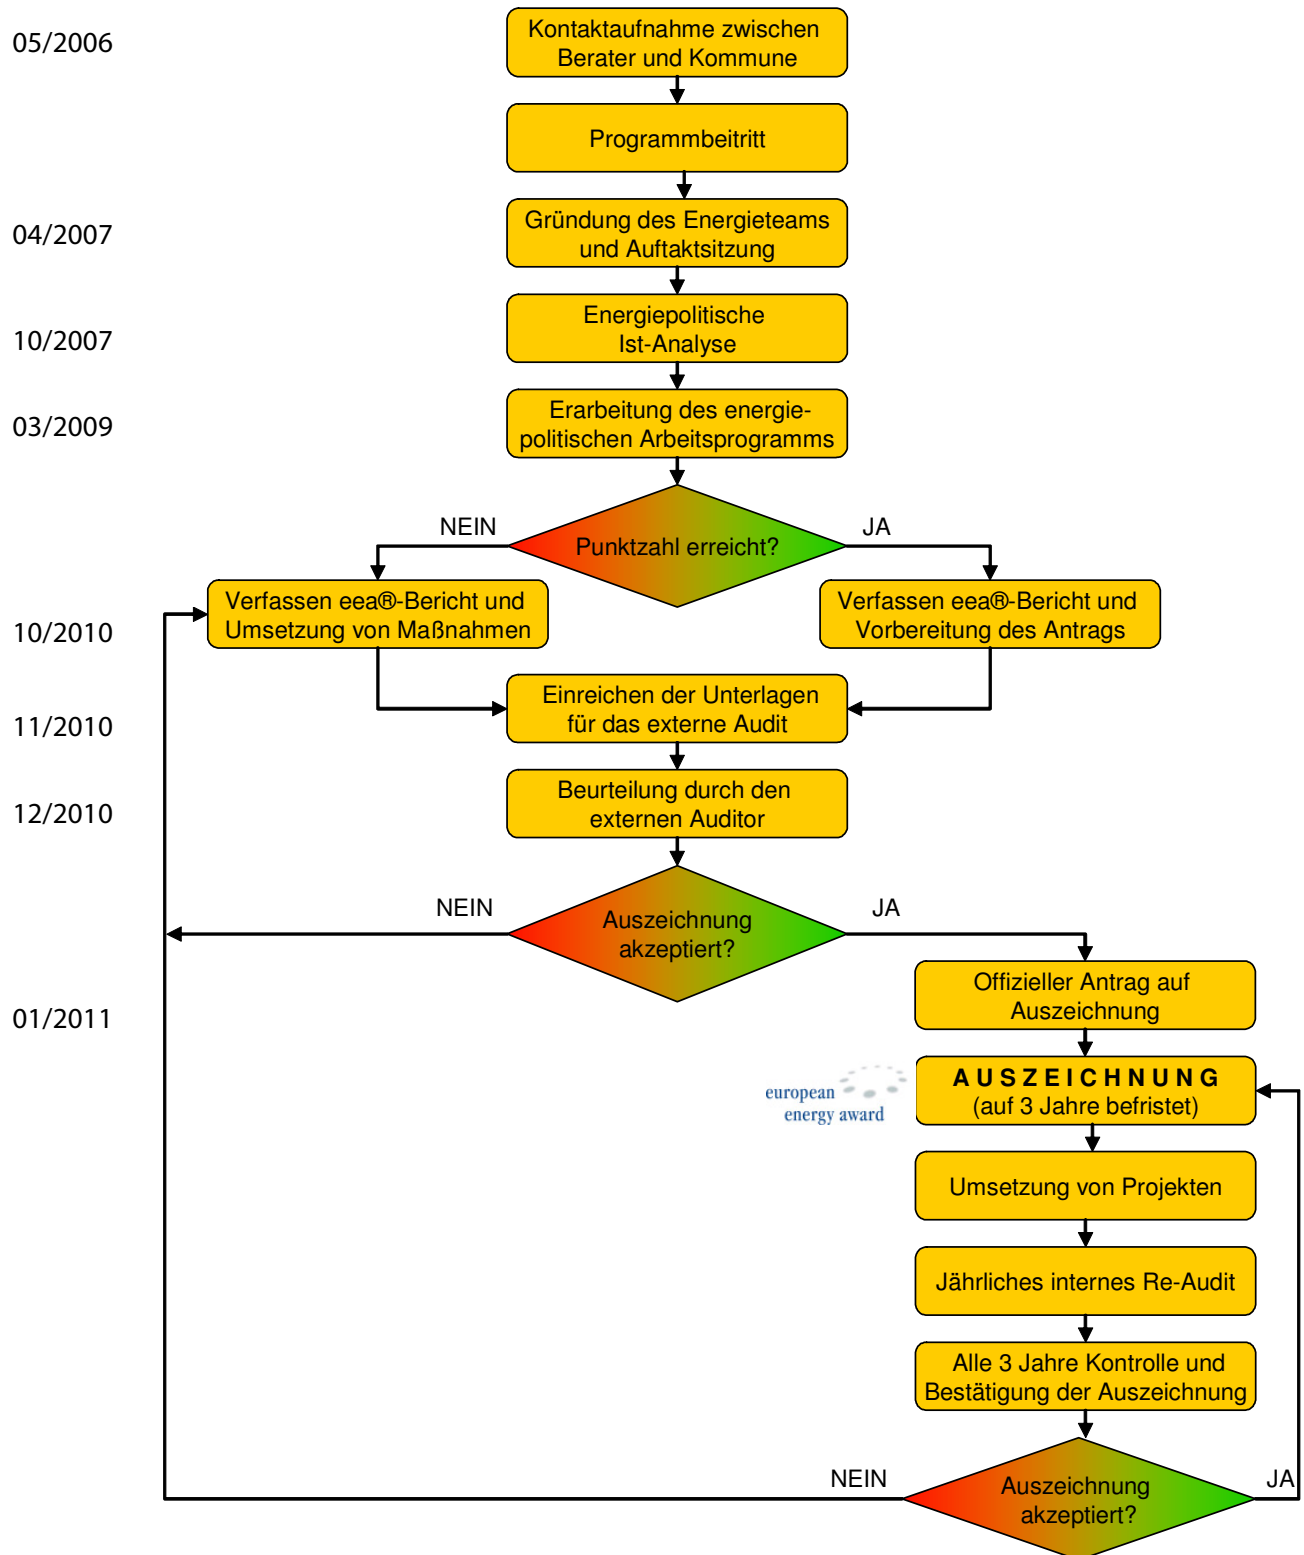 05/2006
Kontaktaufnahme zwischen
Berater und Kommune
Programmbeitritt
04/2007
Gründung des Energieteams
und Auftaktsitzung
10/2007
Energiepolitische
Ist-Analyse
03/2009
Erarbeitung des energie-
politischen Arbeitsprogramms
NEIN
Punktzahl erreicht?
JA
10/2010
Verfassen eea®-Bericht und
Umsetzung von Maßnahmen
Verfassen eea®-Bericht und
Vorbereitung des Antrags
11/2010
Einreichen der Unterlagen
für das externe Audit
12/2010
Beurteilung durch den
externen Auditor
NEIN
Auszeichnung
akzeptiert?
JA
01/2011
Offizieller Antrag auf
Auszeichnung
european
energy award
AUSZEICHNUNG
(auf 3 Jahre befristet)
Umsetzung von Projekten
Jährliches internes Re-Audit
Alle 3 Jahre Kontrolle und
Bestätigung der Auszeichnung
NEIN
Auszeichnung
akzeptiert?
JA